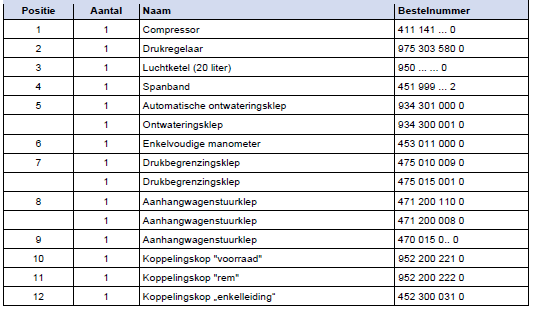 Positie Aantal Naam Bestelnummer
1 1 Compressor 411 141 ... 0
2 1 Drukregelaar 975 303 580 0
3 1 Luchtketel (20 liter) 950 ... ... 0
4 1 Spanband 451 999 ... 2
5 1 Automatische ontwateringsklep 934 301 000 0
1 Ontwateringsklep 934 300 001 0
6 1 Enkelvoudige manometer 453 011 000 0
7 1 Drukbegrenzingsklep 475 010 009 0
1 Drukbegrenzingsklep 475 015 001 0
8 1 Aanhangwagenstuurklep 471 200 110 0
1 Aanhangwagenstuurklep 471 200 008 0
9 1 Aanhangwagenstuurklep 470 015 0.. 0
10 1 Koppelingskop "voorraad" 952 200 221 0
11 1 Koppelingskop "rem" 952 200 222 0
12 1 Koppelingskop „enkelleiding“ 452 300 031 0